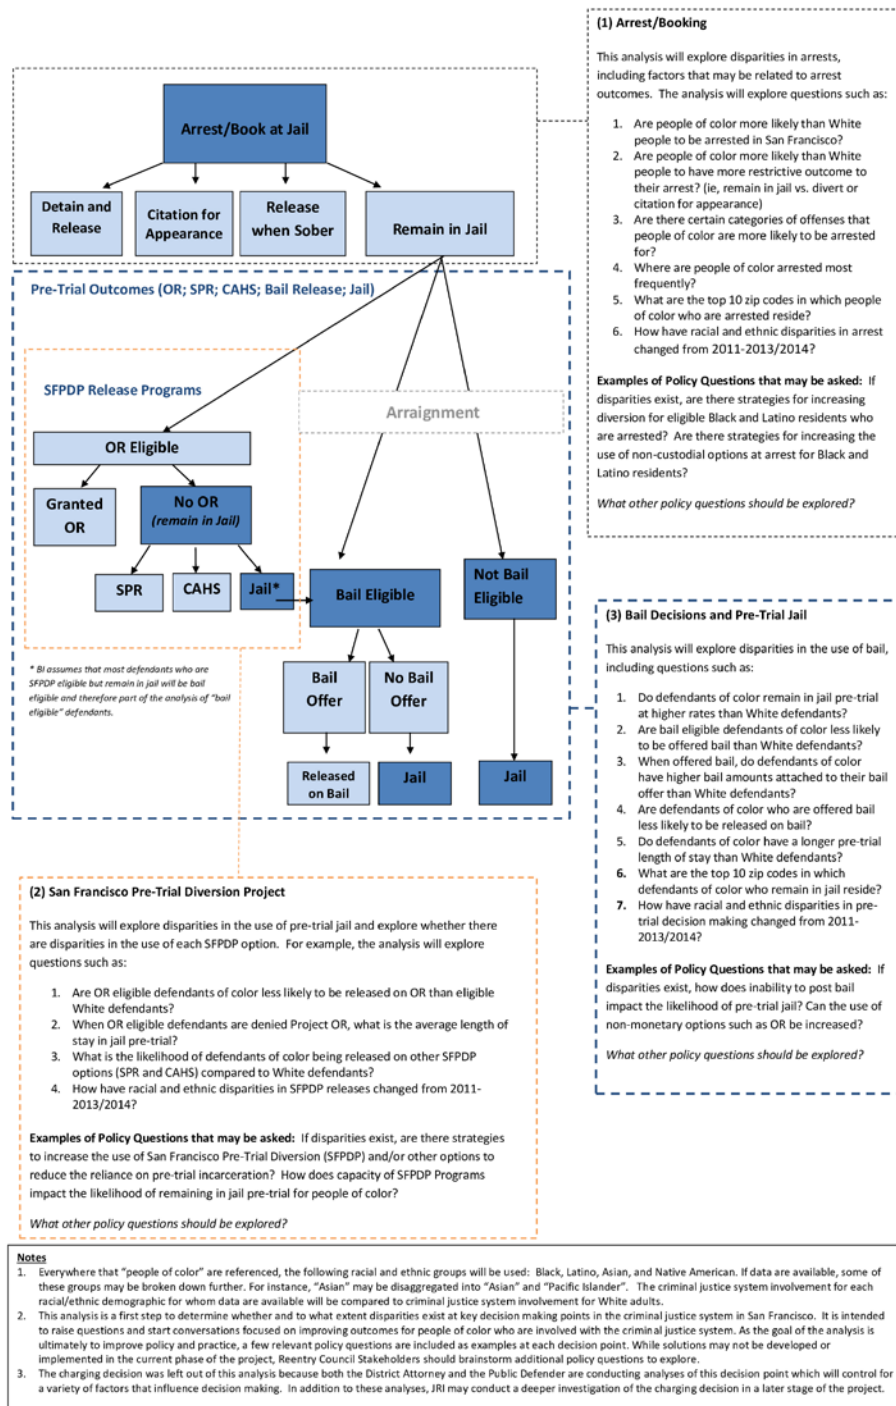 (1) Arrest/Booking
This analysis will explore disparities in arrests,
including factors that may be related to arrest
outcomes. The analysis will explore questions such as:
1. Are people of color more likely than White
people to be arrested in San Francisco?
2. Are people of color more likely than White
people to have more restrictive outcome to
their arrest? (ie, remain in jail vs. divert or
citation for appearance)
3. Are there certain categories of offenses that
people of color are more likely to be arrested
for?
4. Where are people of color arrested most
frequently?
5. What are the top 10 zip codes in which people
of color who are arrested reside?
6. How have racial and ethnic disparities in arrest
changed from 2011-2013/2014?
Examples of Policy Questions that may be asked: If
disparities exist, are there strategies for increasing
diversion for eligible Black and Latino residents who
are arrested? Are there strategies for increasing the
use of non-custodial options at arrest for Black and
Latino residents?
What other policy questions should be explored?
Arrest/Book at Jail
Detain and
Release
Citation for
Appearance
Release
when Sober
Remain in Jail
Pre-Trial Outcomes (OR; SPR; CAHS; Bail Release; Jail)
SFPDP Release Programs
Arraignment
OR Eligible
Granted
OR
No OR
(remain in Jail)
SPR
CAHS
Jail*
Bail Eligible
Not Bail
Eligible
* BI assumes that most defendants who are
SFPDP eligible but remain in jail will be bail
eligible and therefore part of the analysis of "bail
eligible" defendants.
Bail
Offer
No Bail
Offer
Released
on Bail
Jail
Jail
(3) Bail Decisions and Pre-Trial Jail
This analysis will explore disparities in the use of bail,
including questions such as:
1. Do defendants of color remain in jail pre-trial
at higher rates than White defendants?
2. Are bail eligible defendants of color less likely
to be offered bail than White defendants?
3. When offered bail, do defendants of color
have higher bail amounts attached to their bail
offer than White defendants?
4. Are defendants of color who are offered bail
less likely to be released on bail?
5. Do defendants of color have a longer pre-trial
length of stay than White defendants?
6. What are the top 10 zip codes in which
defendants of color who remain in jail reside?
7. How have racial and ethnic disparities in pre-
trial decision making changed from 2011-
2013/2014?
Examples of Policy Questions that may be asked: If
disparities exist, how does inability to post bail
impact the likelihood of pre-trial jail? Can the use of
non-monetary options such as OR be increased?
What other policy questions should be explored?
(2) San Francisco Pre-Trial Diversion Project
This analysis will explore disparities in the use of pre-trial jail and explore whether there
are disparities in the use of each SFPDP option. For example, the analysis will explore
questions such as:
1. Are OR eligible defendants of color less likely to be released on OR than eligible
White defendants?
2. When OR eligible defendants are denied Project OR, what is the average length of
stay in jail pre-trial?
3. What is the likelihood of defendants of color being released on other SFPDP
options (SPR and CAHS) compared to White defendants?
4. How have racial and ethnic disparities in SFPDP releases changed from 2011-
2013/2014?
Examples of Policy Questions that may be asked: If disparities exist, are there strategies
to increase the use of San Francisco Pre-Trial Diversion (SFPDP) and/or other options to
reduce the reliance on pre-trial incarceration? How does capacity of SFPDP Programs
impact the likelihood of remaining in jail pre-trial for people of color?
What other policy questions should be explored?
Notes
1. Everywhere that "people of color" are referenced, the following racial and ethnic groups will be used: Black, Latino, Asian, and Native American. If data are available, some of
these groups may be broken down further. For instance, "Asian" may be disaggregated into "Asian" and "Pacific Islander". The criminal justice system involvement for each
racial/ethnic demographic for whom data are available will be compared to criminal justice system involvement for White adults.
2. This analysis is a first step to determine whether and to what extent disparities exist at key decision making points in the criminal justice system in San Francisco. It is intended
to raise questions and start conversations focused on improving outcomes for people of color who are involved with the criminal justice system. As the goal of the analysis is
ultimately to improve policy and practice, a few relevant policy questions are included as examples at each decision point. While solutions may not be developed or
implemented in the current phase of the project, Reentry Council Stakeholders should brainstorm additional policy questions to explore.
3. The charging decision was left out of this analysis because both the District Attorney and the Public Defender are conducting analyses of this decision point which will control for
a variety of factors that influence decision making. In addition to these analyses, JRI may conduct a deeper investigation of the charging decision in a later stage of the project.